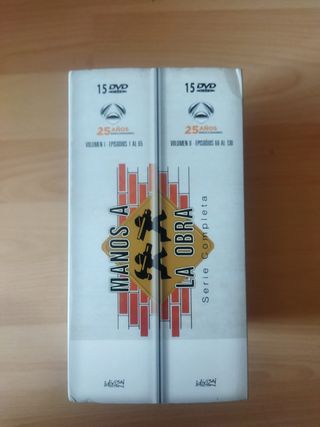 15 DVD
25 AÑOS
VOLUMEN I · EPISODIOS 1 AL 65
15 DVD
25 AÑOS
VOLUMEN II · EPISODIOS 66 AL 130
MANOS A
LA OBRA
Serie Completa